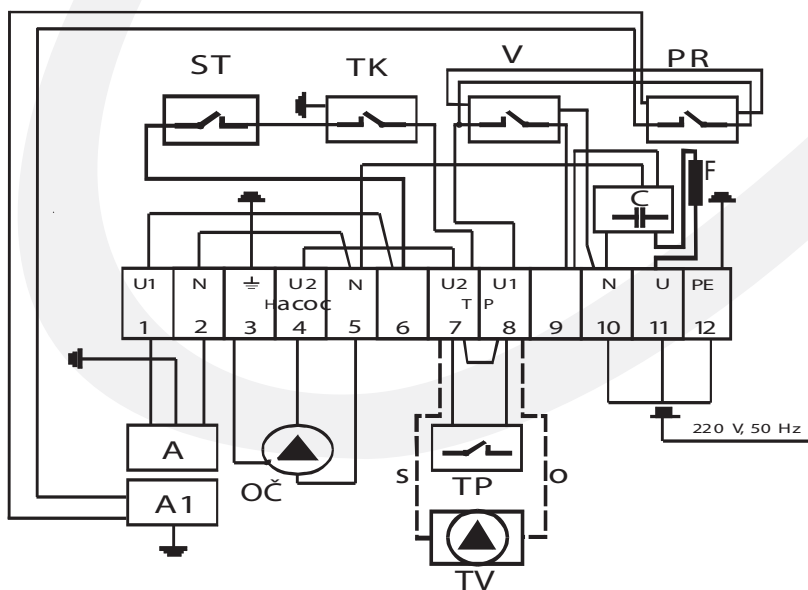 ST TK V PR
F
C
U1 N U2 N U2 U1 N U PE
Насос Т Р
1 2 3 4 5 6 7 8 9 10 11 12
220 V, 50 Hz
A
OČ
S TP O
A1
TV